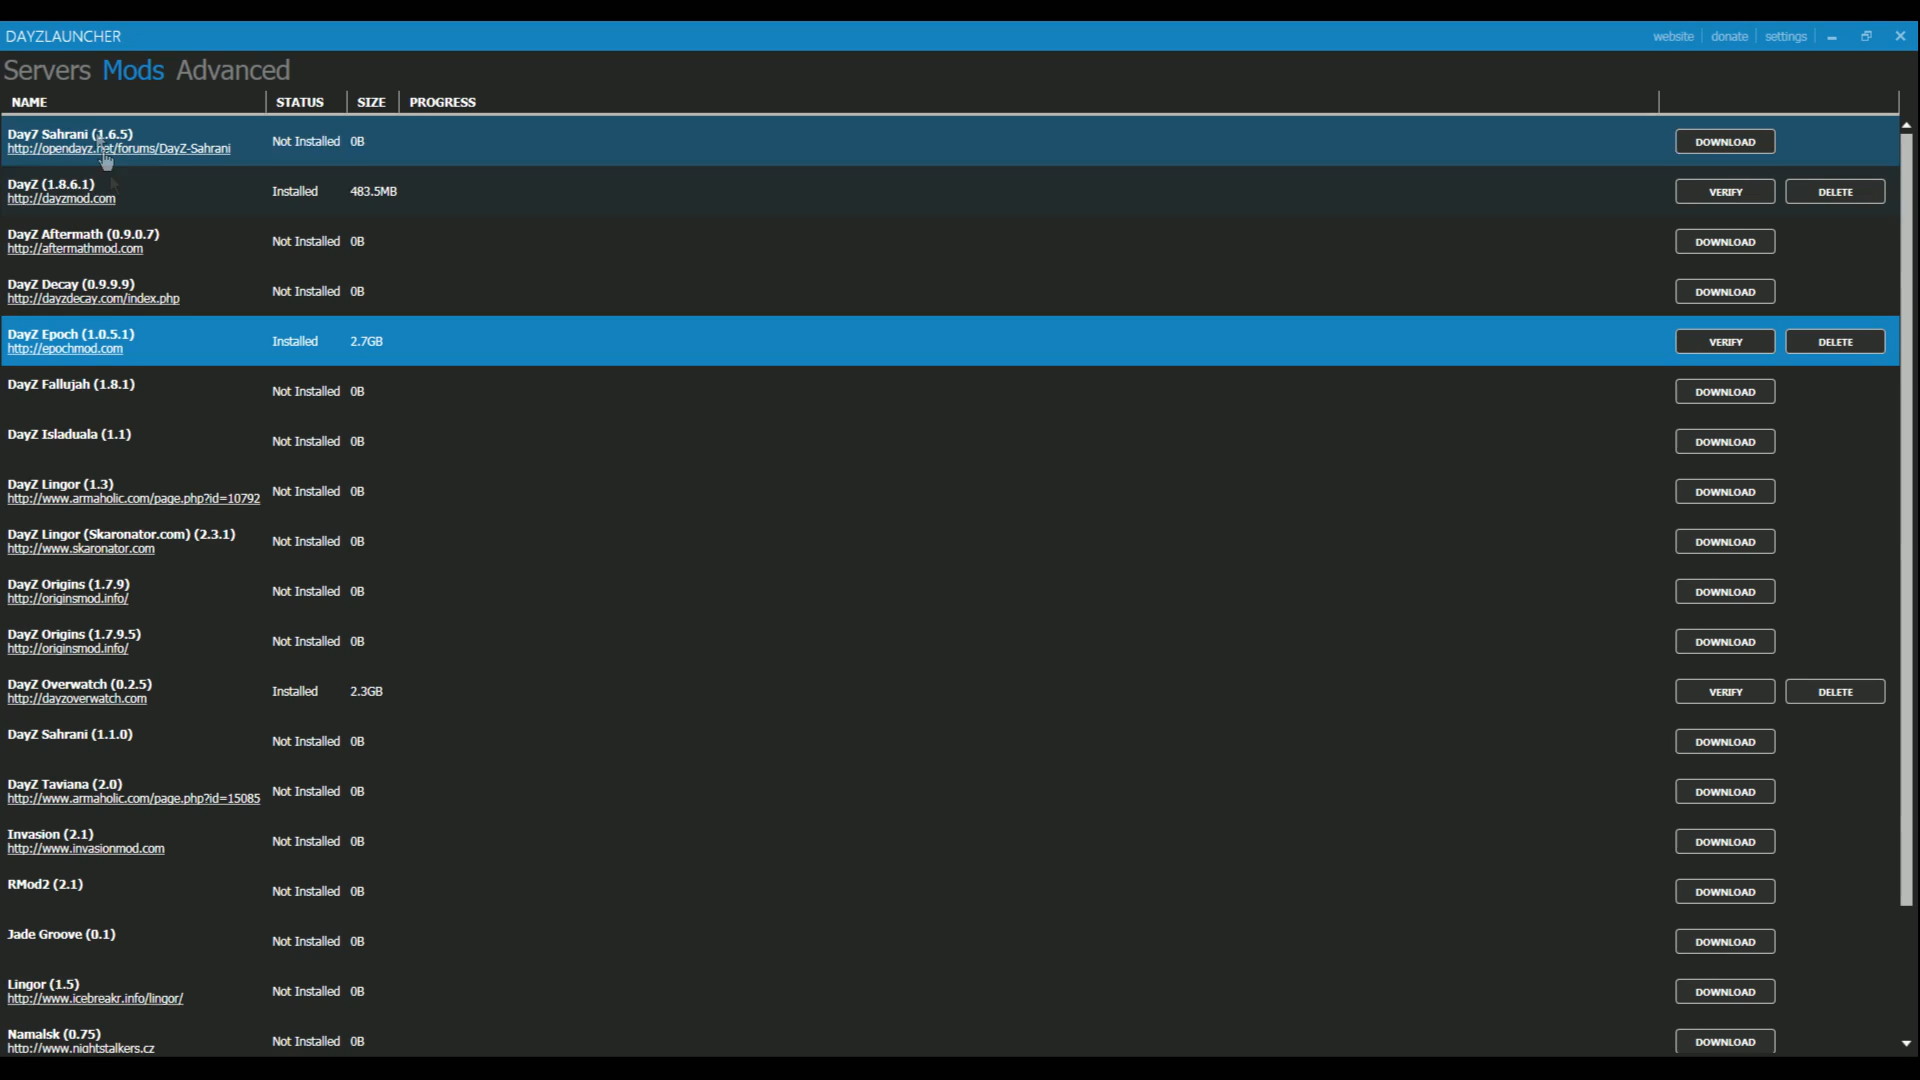 DAYZLAUNCHER
website donate settings
Servers Mods Advanced
NAME STATUS SIZE PROGRESS
Day7 Sahrani (1.6.5)
http://opendayz.net/forums/DayZ-Sahrani
Not Installed 0B DOWNLOAD
DayZ (1.8.6.1)
http://dayzmod.com
Installed 483.5MB VERIFY DELETE
DayZ Aftermath (0.9.0.7)
http://aftermathmod.com
Not Installed 0B DOWNLOAD
DayZ Decay (0.9.9.9)
http://dayzdecay.com/index.php
Not Installed 0B DOWNLOAD
DayZ Epoch (1.0.5.1)
http://epochmod.com
Installed 2.7GB VERIFY DELETE
DayZ Fallujah (1.8.1)
Not Installed 0B DOWNLOAD
DayZ Isladuala (1.1)
Not Installed 0B DOWNLOAD
DayZ Lingor (1.3)
http://www.armaholic.com/page.php?id=10792
Not Installed 0B DOWNLOAD
DayZ Lingor (Skaronator.com) (2.3.1)
http://www.skaronator.com
Not Installed 0B DOWNLOAD
DayZ Origins (1.7.9)
http://originsmod.info/
Not Installed 0B DOWNLOAD
DayZ Origins (1.7.9.5)
http://originsmod.info/
Not Installed 0B DOWNLOAD
DayZ Overwatch (0.2.5)
http://dayzoverwatch.com
Installed 2.3GB VERIFY DELETE
DayZ Sahrani (1.1.0)
Not Installed 0B DOWNLOAD
DayZ Taviana (2.0)
http://www.armaholic.com/page.php?id=15085
Not Installed 0B DOWNLOAD
Invasion (2.1)
http://www.invasionmod.com
Not Installed 0B DOWNLOAD
RMod2 (2.1)
Not Installed 0B DOWNLOAD
Jade Groove (0.1)
Not Installed 0B DOWNLOAD
Lingor (1.5)
http://www.icebreakr.info/lingor/
Not Installed 0B DOWNLOAD
Namalsk (0.75)
http://www.nightstalkers.cz
Not Installed 0B DOWNLOAD